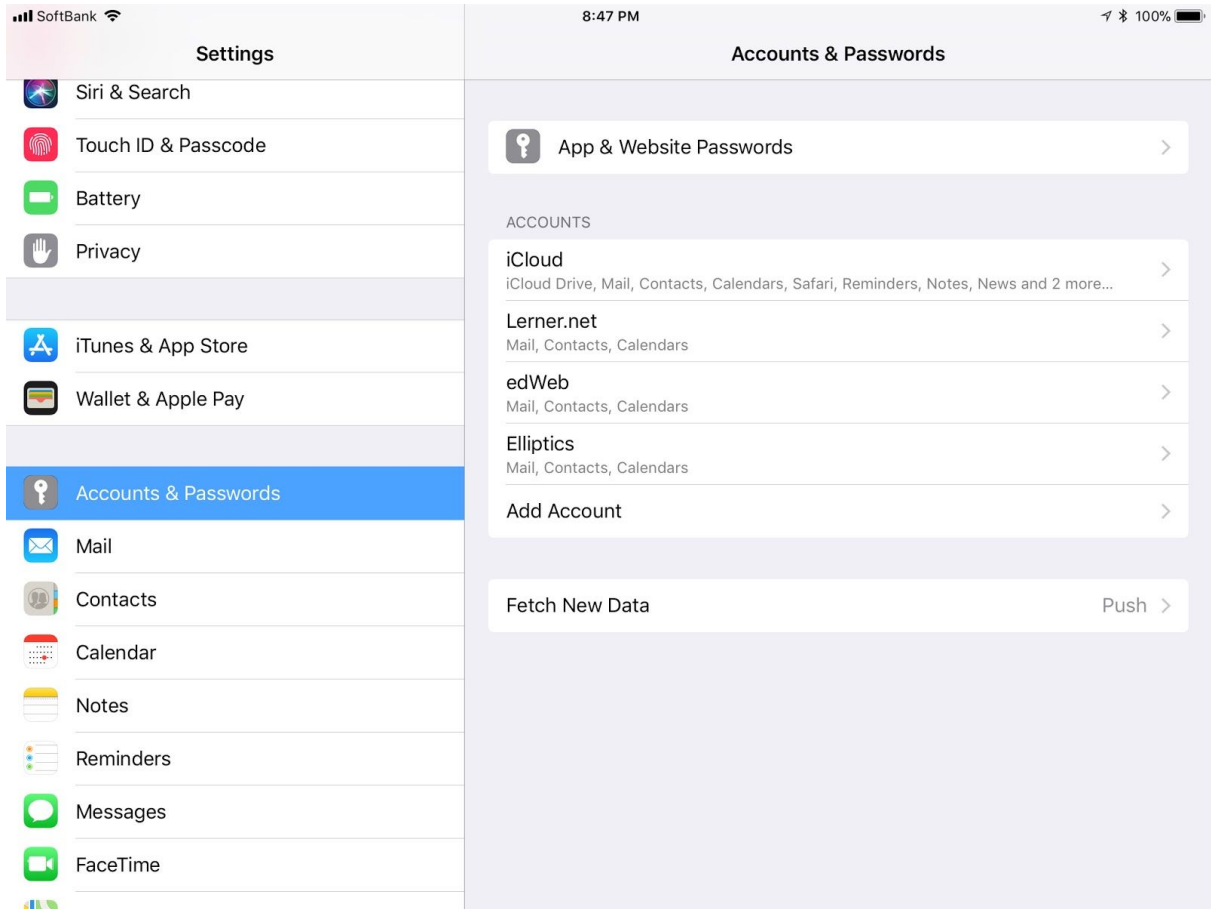 SoftBank
8:47 PM
100%
Settings
Siri & Search
Touch ID & Passcode
Battery
Privacy
iTunes & App Store
Wallet & Apple Pay
Accounts & Passwords
Mail
Contacts
Calendar
Notes
Reminders
Messages
FaceTime
Accounts & Passwords
App & Website Passwords
ACCOUNTS
iCloud
iCloud Drive, Mail, Contacts, Calendars, Safari, Reminders, Notes, News and 2 more...
Lerner.net
Mail, Contacts, Calendars
edWeb
Mail, Contacts, Calendars
Elliptics
Mail, Contacts, Calendars
Add Account
Fetch New Data Push